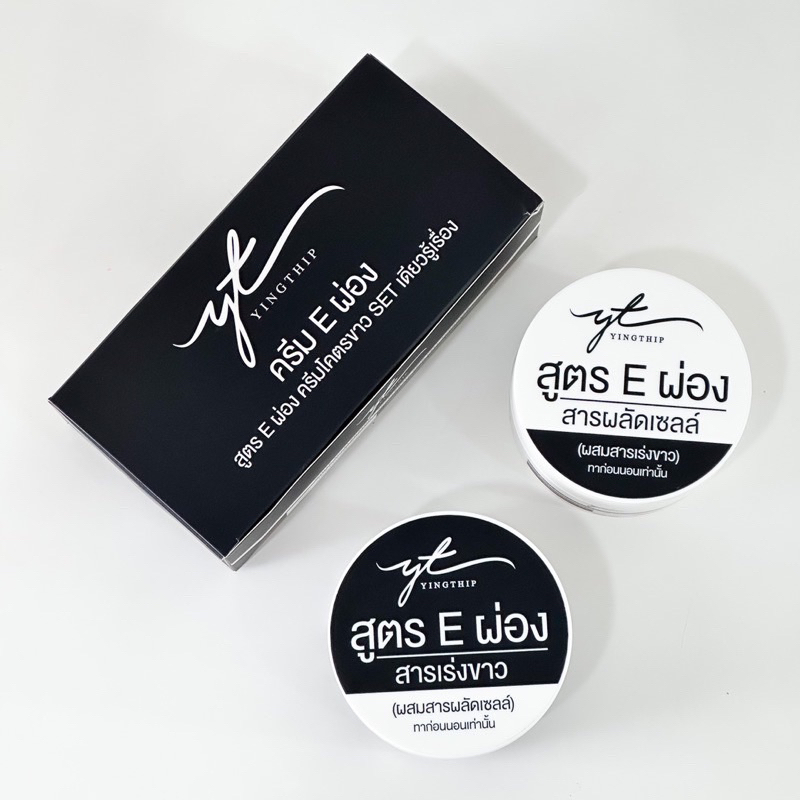 yt
YINGTHIP
ครีม E ผ่อง
สูตร E ผ่อง ครีมโคตรขาว SET เดียวรู้เรื่อง
yt
YINGTHIP
สูตร E ผ่อง
สารผลัดเซลล์
(ผสมสารเร่งขาว)
ทาก่อนนอนเท่านั้น
yt
YINGTHIP
สูตร E ผ่อง
สารเร่งขาว
(ผสมสารผลัดเซลล์)
ทาก่อนนอนเท่านั้น